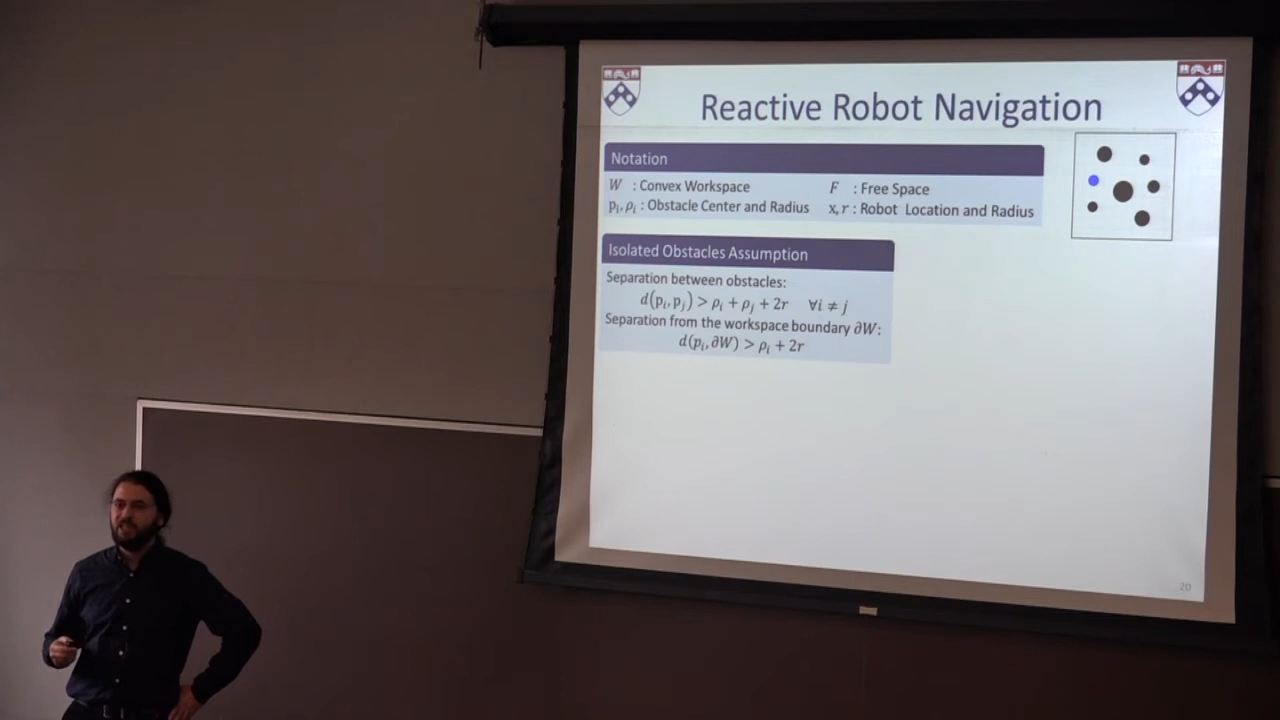 Reactive Robot Navigation
Notation
W : Convex Workspace F : Free Space
pᵢ, ρᵢ : Obstacle Center and Radius x, r : Robot Location and Radius
Isolated Obstacles Assumption
Separation between obstacles:
d(pᵢ, pⱼ) > ρᵢ + ρⱼ + 2r ∀i ≠ j
Separation from the workspace boundary ∂W:
d(pᵢ, ∂W) > ρᵢ + 2r
20